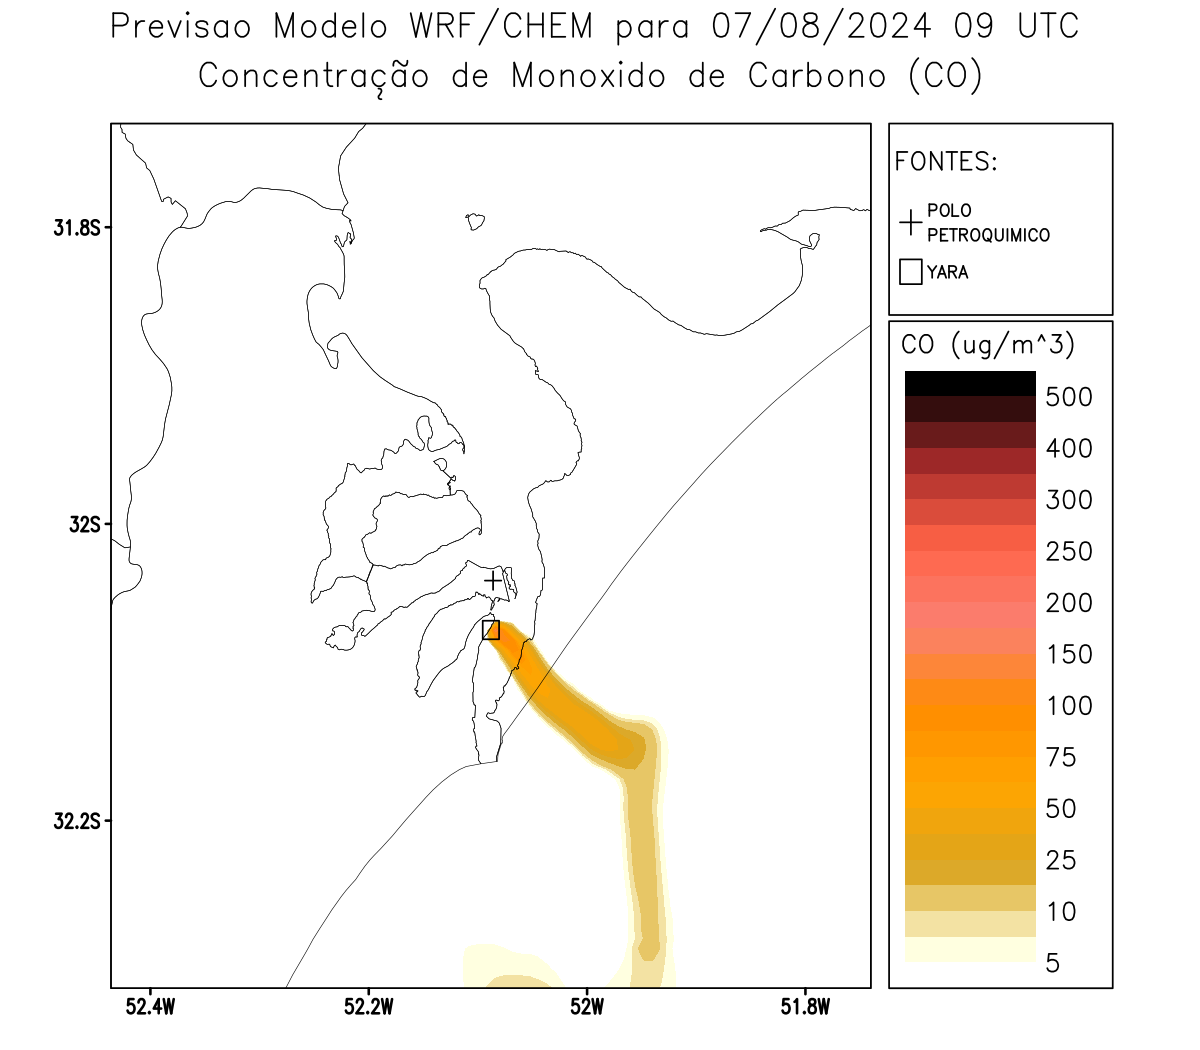 Previsao Modelo WRF/CHEM para 07/08/2024 09 UTC
Concentração de Monoxido de Carbono (CO)
FONTES:
POLO
PETROQUIMICO
YARA
CO (ug/m^3)
500
400
300
250
200
150
100
75
50
25
10
5
31.8S
32S
32.2S
52.4W
52.2W
52W
51.8W